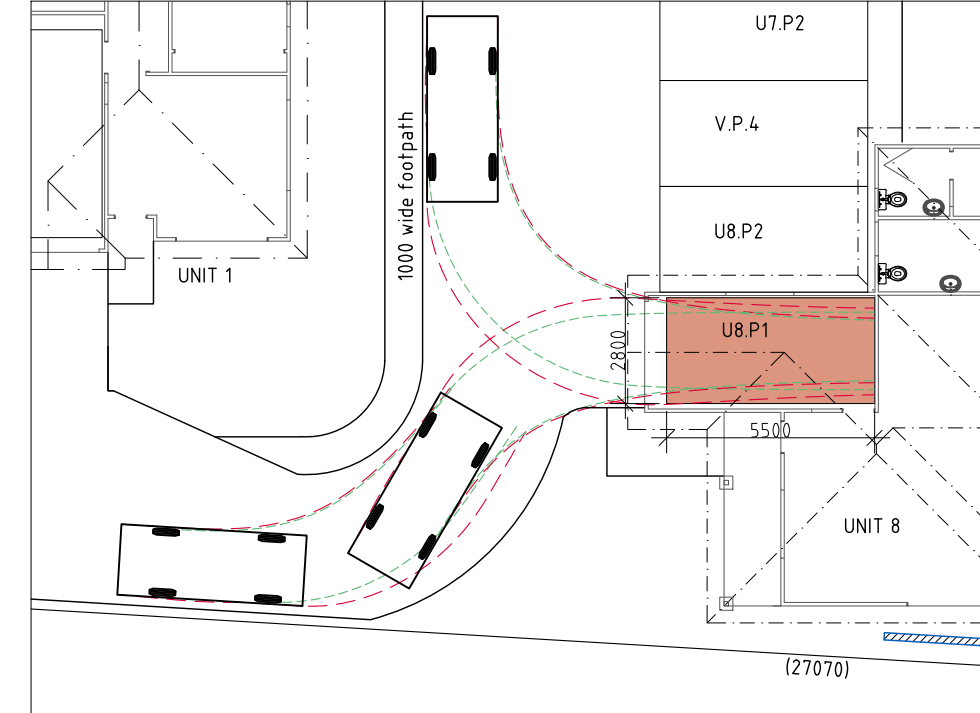 U7.P2
V.P.4
1000 wide footpath
U8.P2
UNIT 1
U8.P1
2800
5500
UNIT 8
(27070)